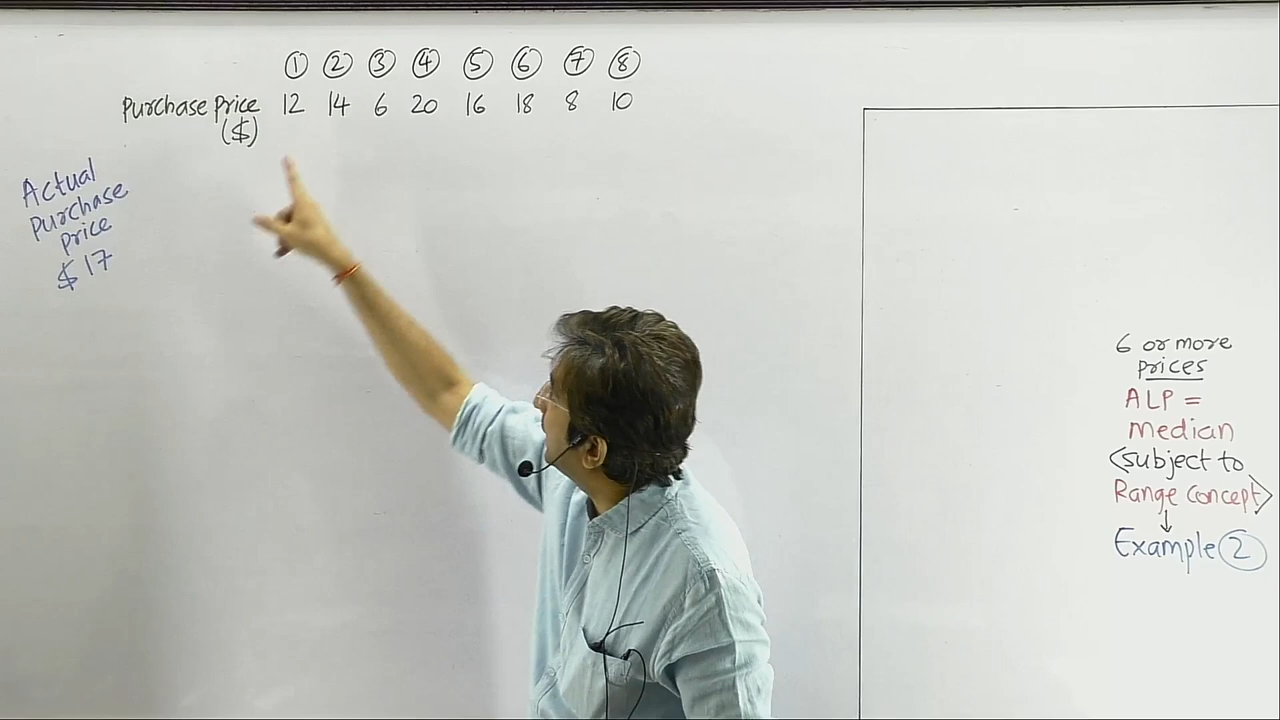 ① ② ③ ④ ⑤ ⑥ ⑦ ⑧
Purchase Price 12 14 6 20 16 18 8 10
($)
Actual
Purchase
Price
$ 17
6 or more
prices
ALP =
Median
<subject to
Range concept>
↓
Example ②